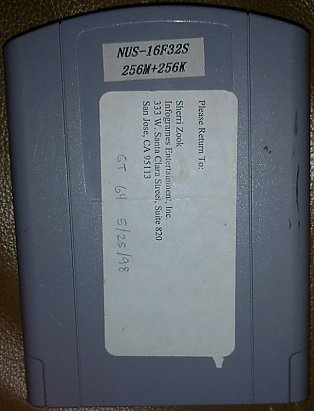 NUS-16F32S
256M+256K
Please Return To:
Sherri Zook
Infogrames Entertainment, Inc.
333 W. Santa Clara Street, Suite 820
San Jose, CA 95113
GT 64 5/25/98